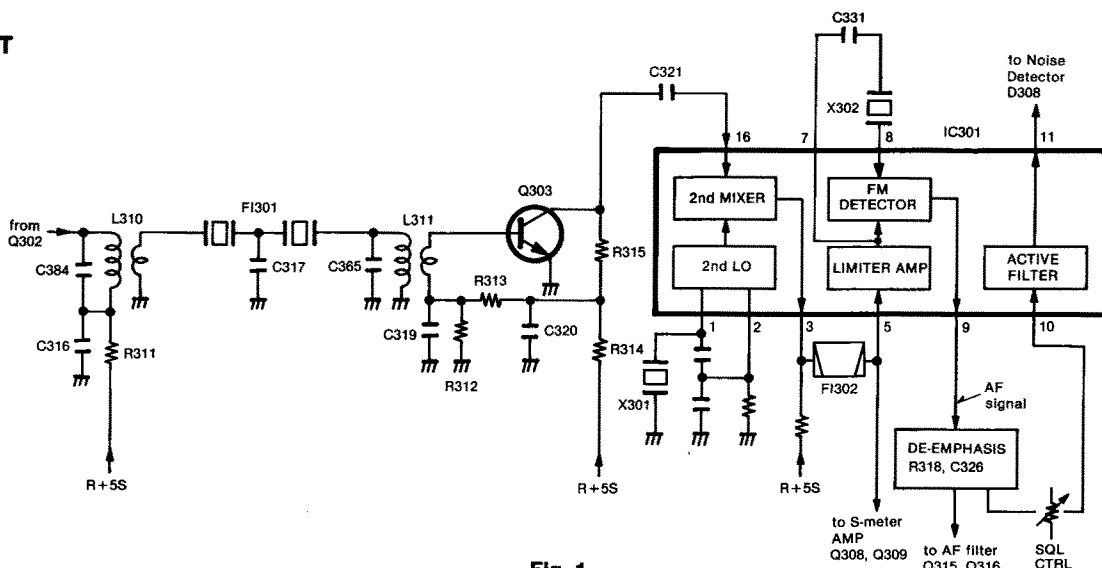 T
C331
to Noise
Detector
D308
C321
X302
16
7
8
IC301
11
Q303
2nd MIXER
FM
DETECTOR
from
Q302
L310
FI301
L311
C384
C317
C365
R315
2nd LO
LIMITER AMP
ACTIVE
FILTER
R313
C316
R311
C319
R312
C320
R314
1
2
3
5
9
10
X301
FI302
AF
signal
DE-EMPHASIS
R318, C326
R+5S
R+5S
R+5S
to S-meter
AMP
Q308, Q309
to AF filter
Q315, Q316
SQL
CTRL
Fig. 1